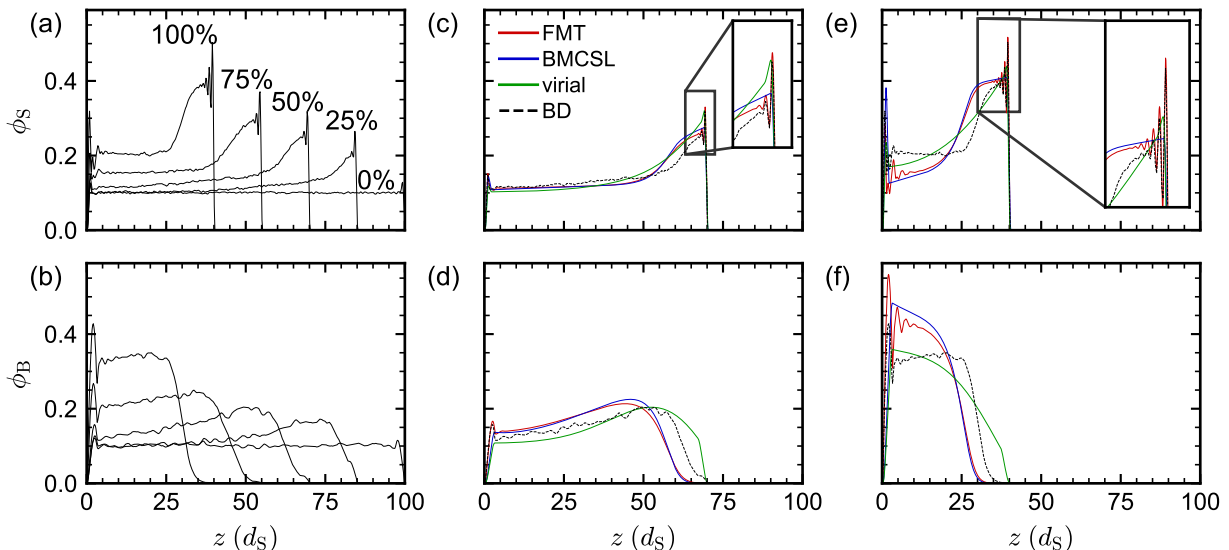 (a)
100%
75%
50%
25%
0%
0.4
0.2
0.0
ϕS
(c)
FMT
BMCSL
virial
BD
(e)
(b)
0.4
0.2
0.0
ϕB
0 25 50 75 100
z (dS)
(d)
0 25 50 75 100
z (dS)
(f)
0 25 50 75 100
z (dS)